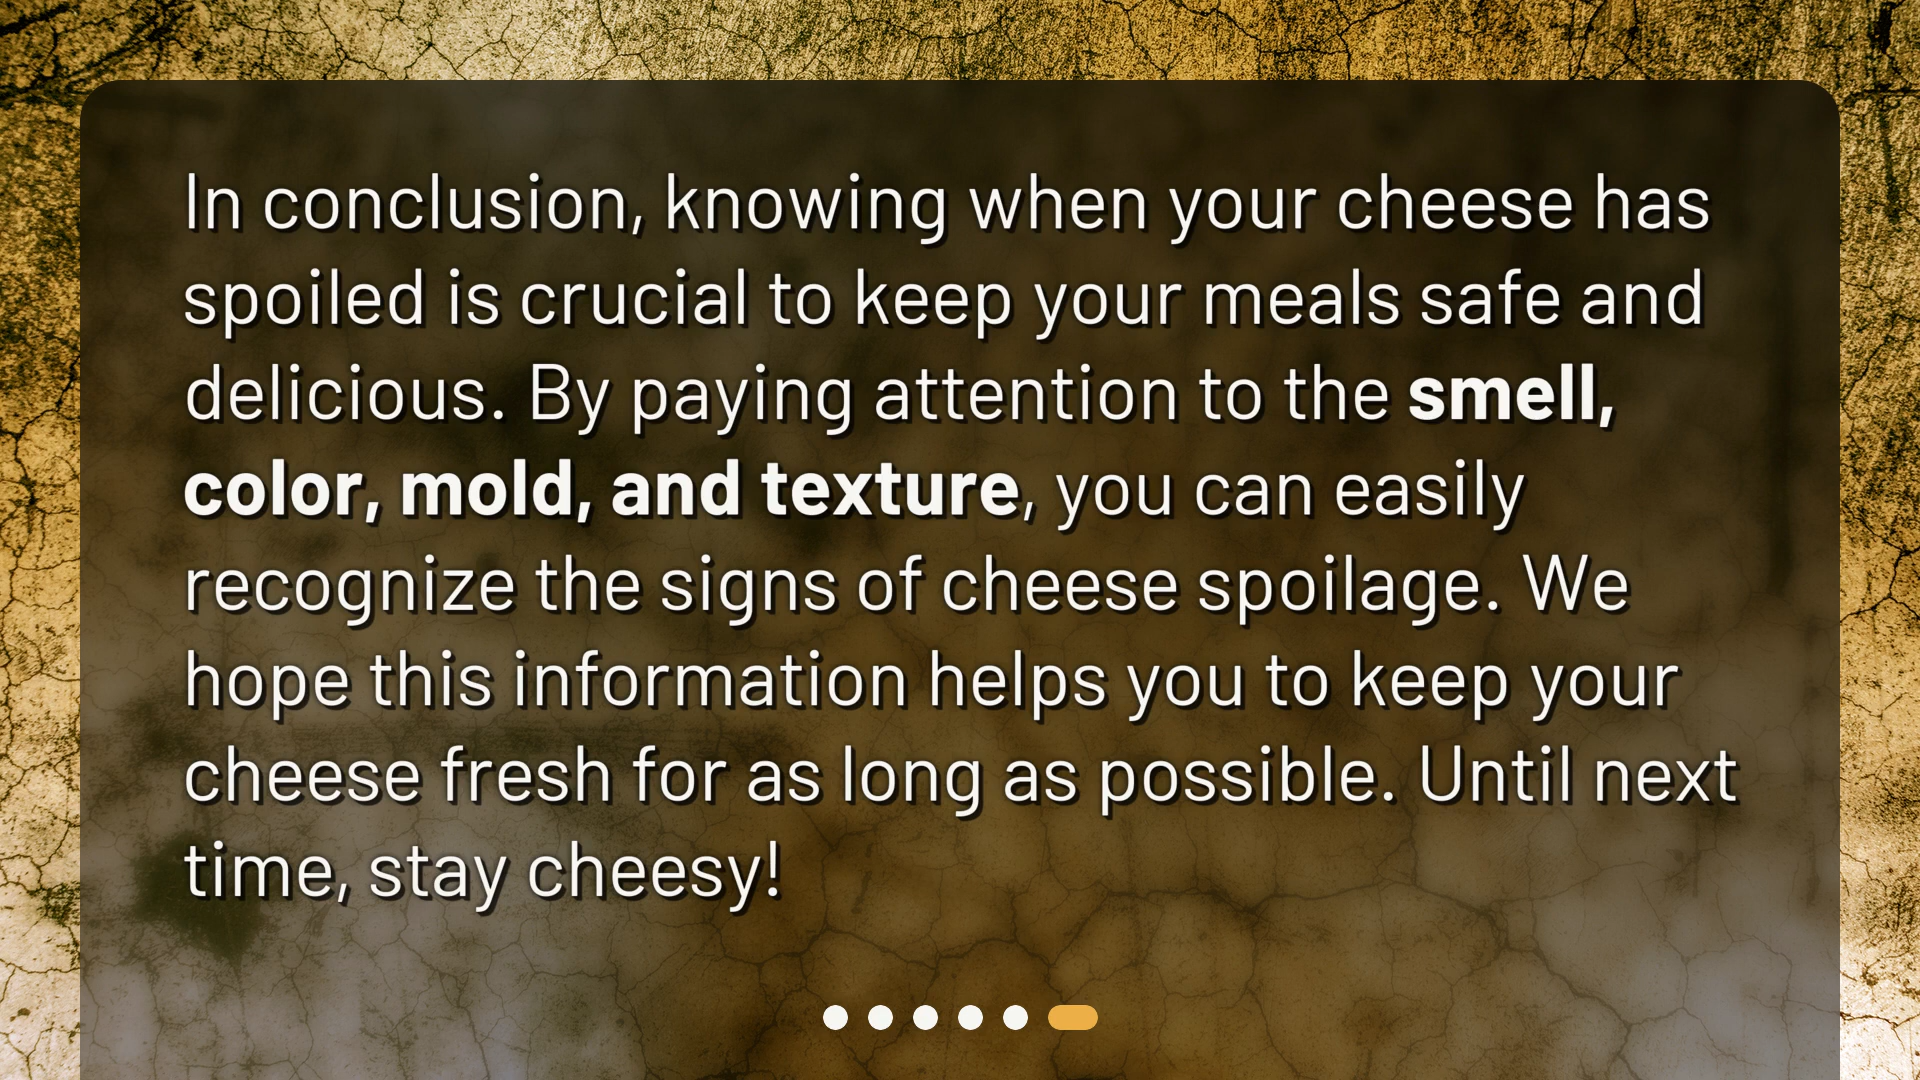 In conclusion, knowing when your cheese has
spoiled is crucial to keep your meals safe and
delicious. By paying attention to the smell,
color, mold, and texture, you can easily
recognize the signs of cheese spoilage. We
hope this information helps you to keep your
cheese fresh for as long as possible. Until next
time, stay cheesy!